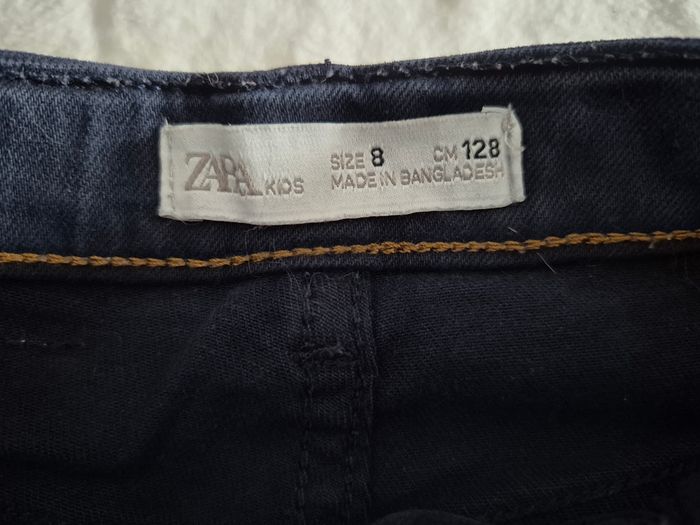 ZARA KIDS
SIZE 8 CM 128
MADE IN BANGLADESH